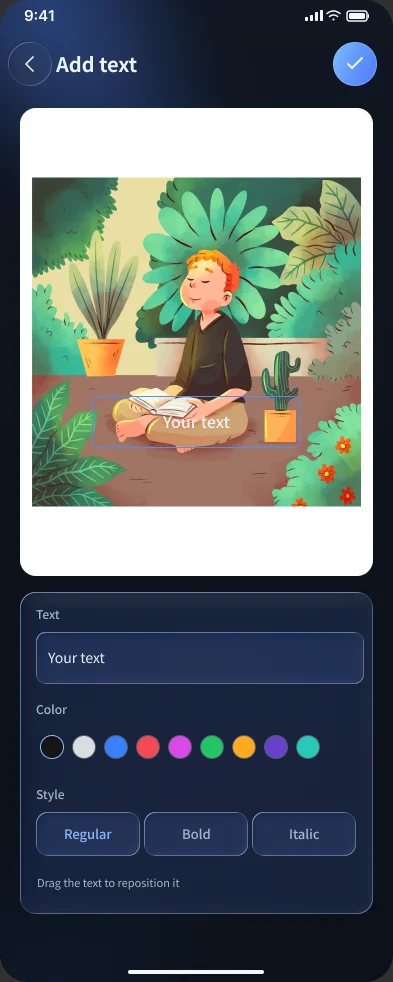 9:41
Add text
Your text
Text
Your text
Color
Style
Regular Bold Italic
Drag the text to reposition it